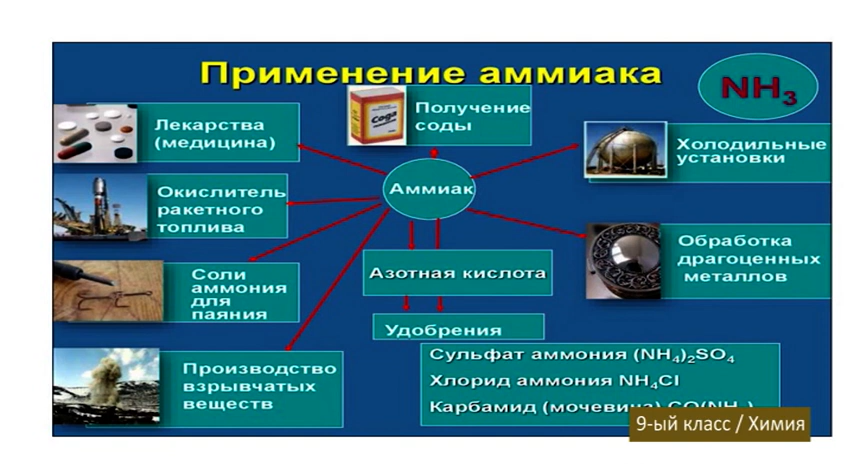 Применение аммиака
NH₃
Лекарства
(медицина)
Сода
Получение
соды
Холодильные
установки
Аммиак
Окислитель
ракетного
топлива
Обработка
драгоценных
металлов
Соли
аммония
для
паяния
Азотная кислота
Удобрения
Производство
взрывчатых
веществ
Сульфат аммония (NH₄)₂SO₄
Хлорид аммония NH₄Cl
Карбамид (мочевина) CO(NH₂)
9-ый класс / Химия